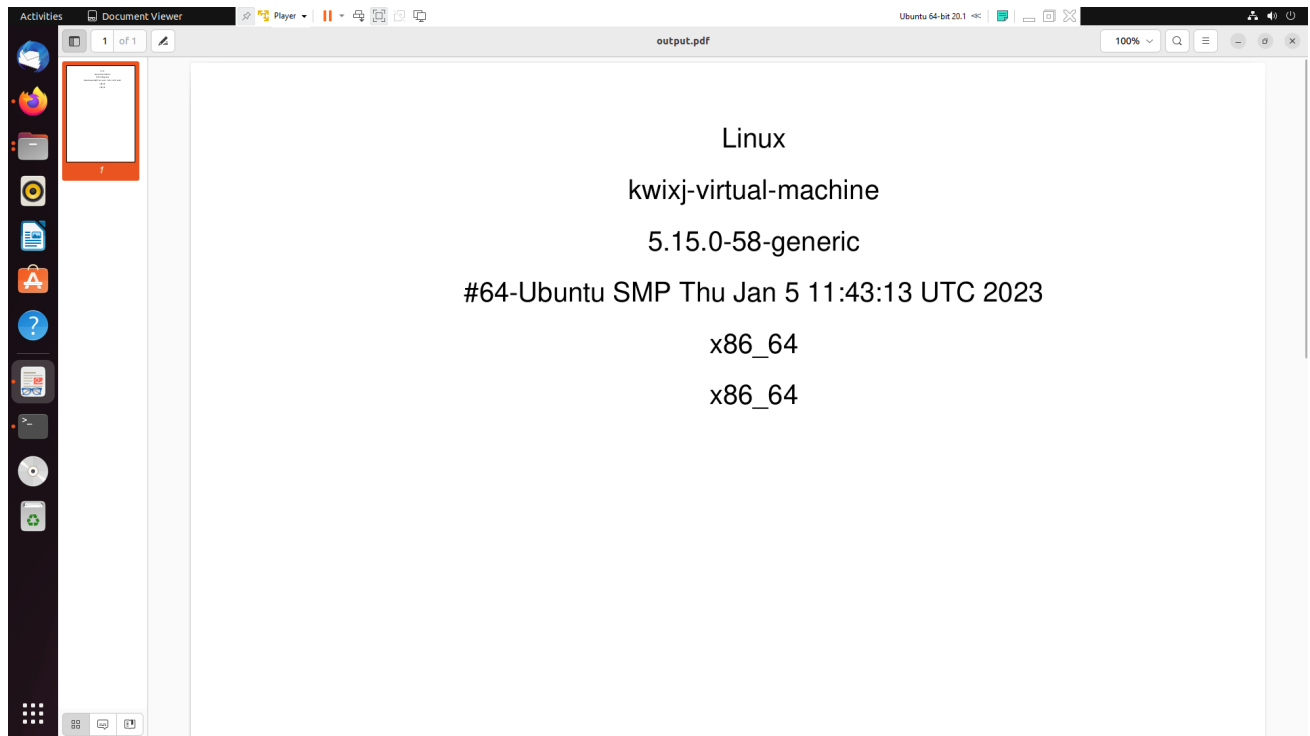 Activities Document Viewer Player Ubuntu 64-bit 20.1
1 of 1 output.pdf 100%
Linux
kwixj-virtual-machine
5.15.0-58-generic
#64-Ubuntu SMP Thu Jan 5 11:43:13 UTC 2023
x86_64
x86_64
1